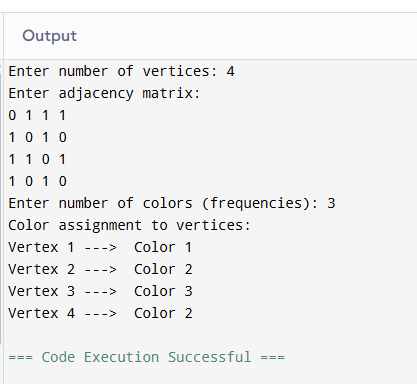 Output
Enter number of vertices: 4
Enter adjacency matrix:
0 1 1 1
1 0 1 0
1 1 0 1
1 0 1 0
Enter number of colors (frequencies): 3
Color assignment to vertices:
Vertex 1 --->  Color 1
Vertex 2 --->  Color 2
Vertex 3 --->  Color 3
Vertex 4 --->  Color 2
=== Code Execution Successful ===